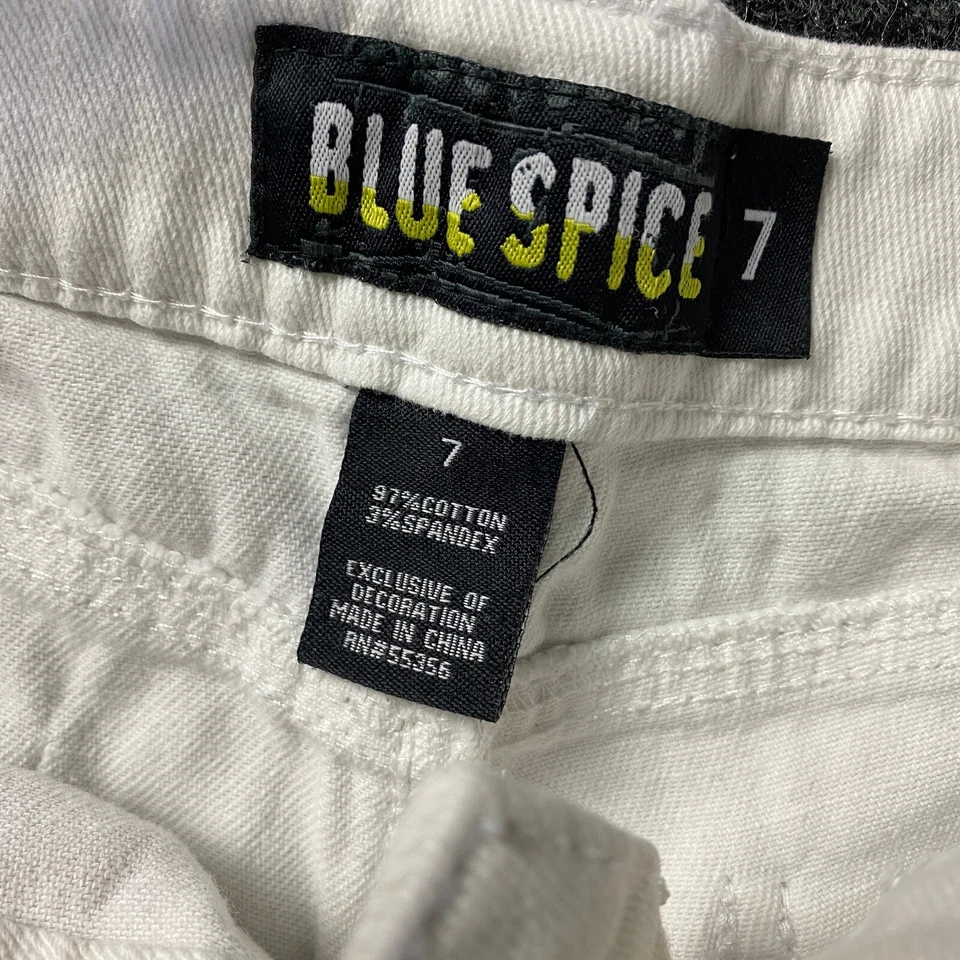 BLUE SPICE 7
7
97%COTTON
3%SPANDEX
EXCLUSIVE OF
DECORATION
MADE IN CHINA
RN#55356